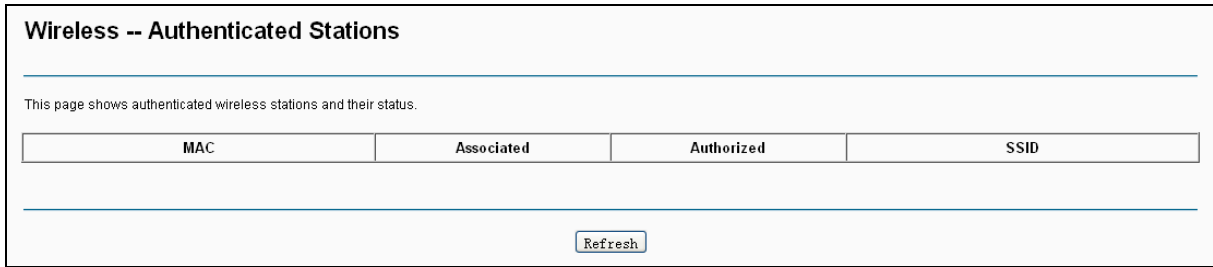 Wireless -- Authenticated Stations
This page shows authenticated wireless stations and their status.
MAC Associated Authorized SSID
Refresh